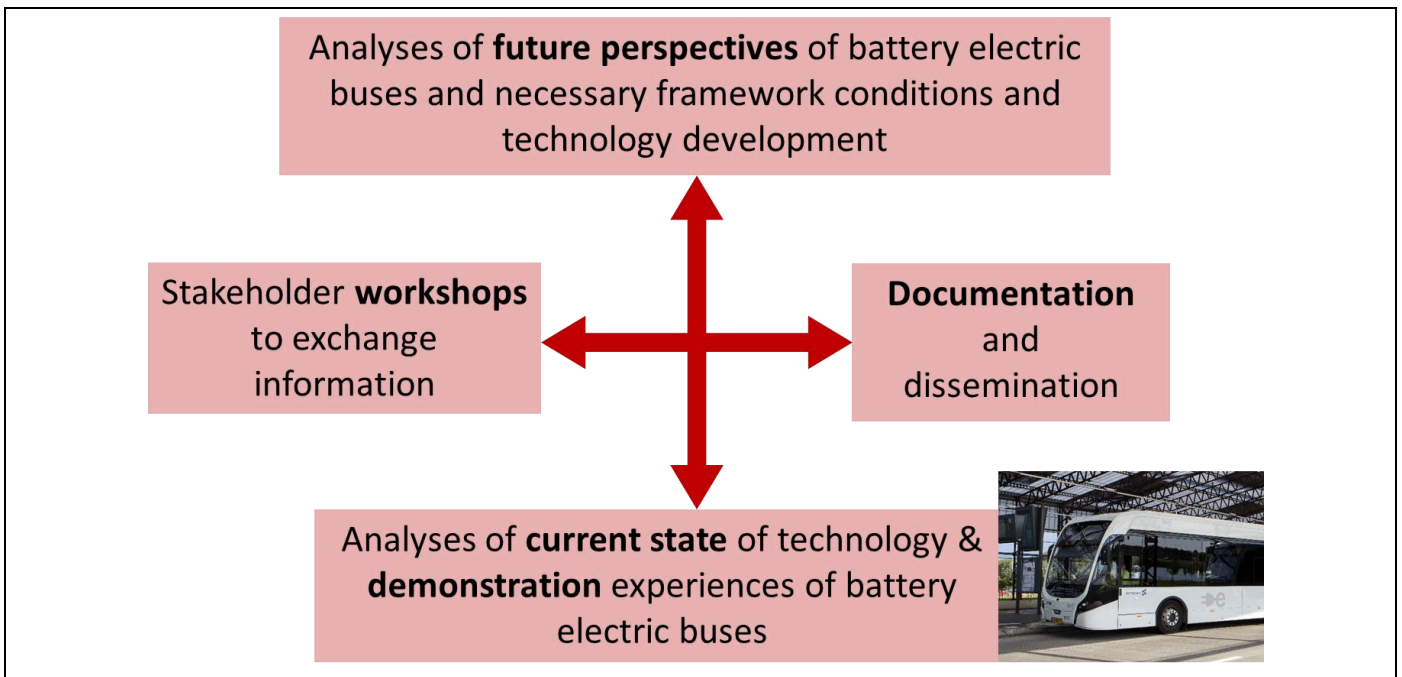 Analyses of future perspectives of battery electric
buses and necessary framework conditions and
technology development
Stakeholder workshops
to exchange
information
Documentation
and
dissemination
Analyses of current state of technology &
demonstration experiences of battery
electric buses
e